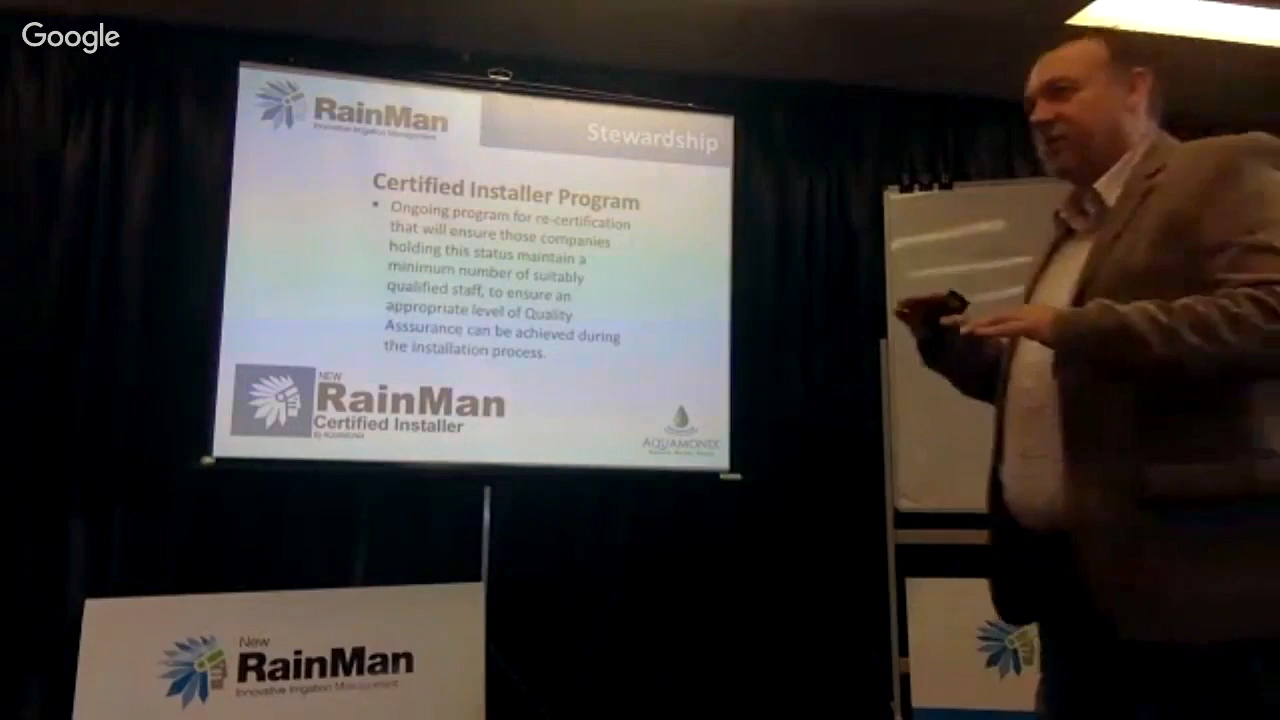 Google
RainMan
Innovative Irrigation Management
Stewardship
Certified Installer Program
▪ Ongoing program for re-certification
that will ensure those companies
holding this status maintain a
minimum number of suitably
qualified staff, to ensure an
appropriate level of Quality
Asssurance can be achieved during
the installation process.
NEW
RainMan
Certified Installer
By AQUAMONIX
AQUAMONIX
New
RainMan
Innovative Irrigation Management